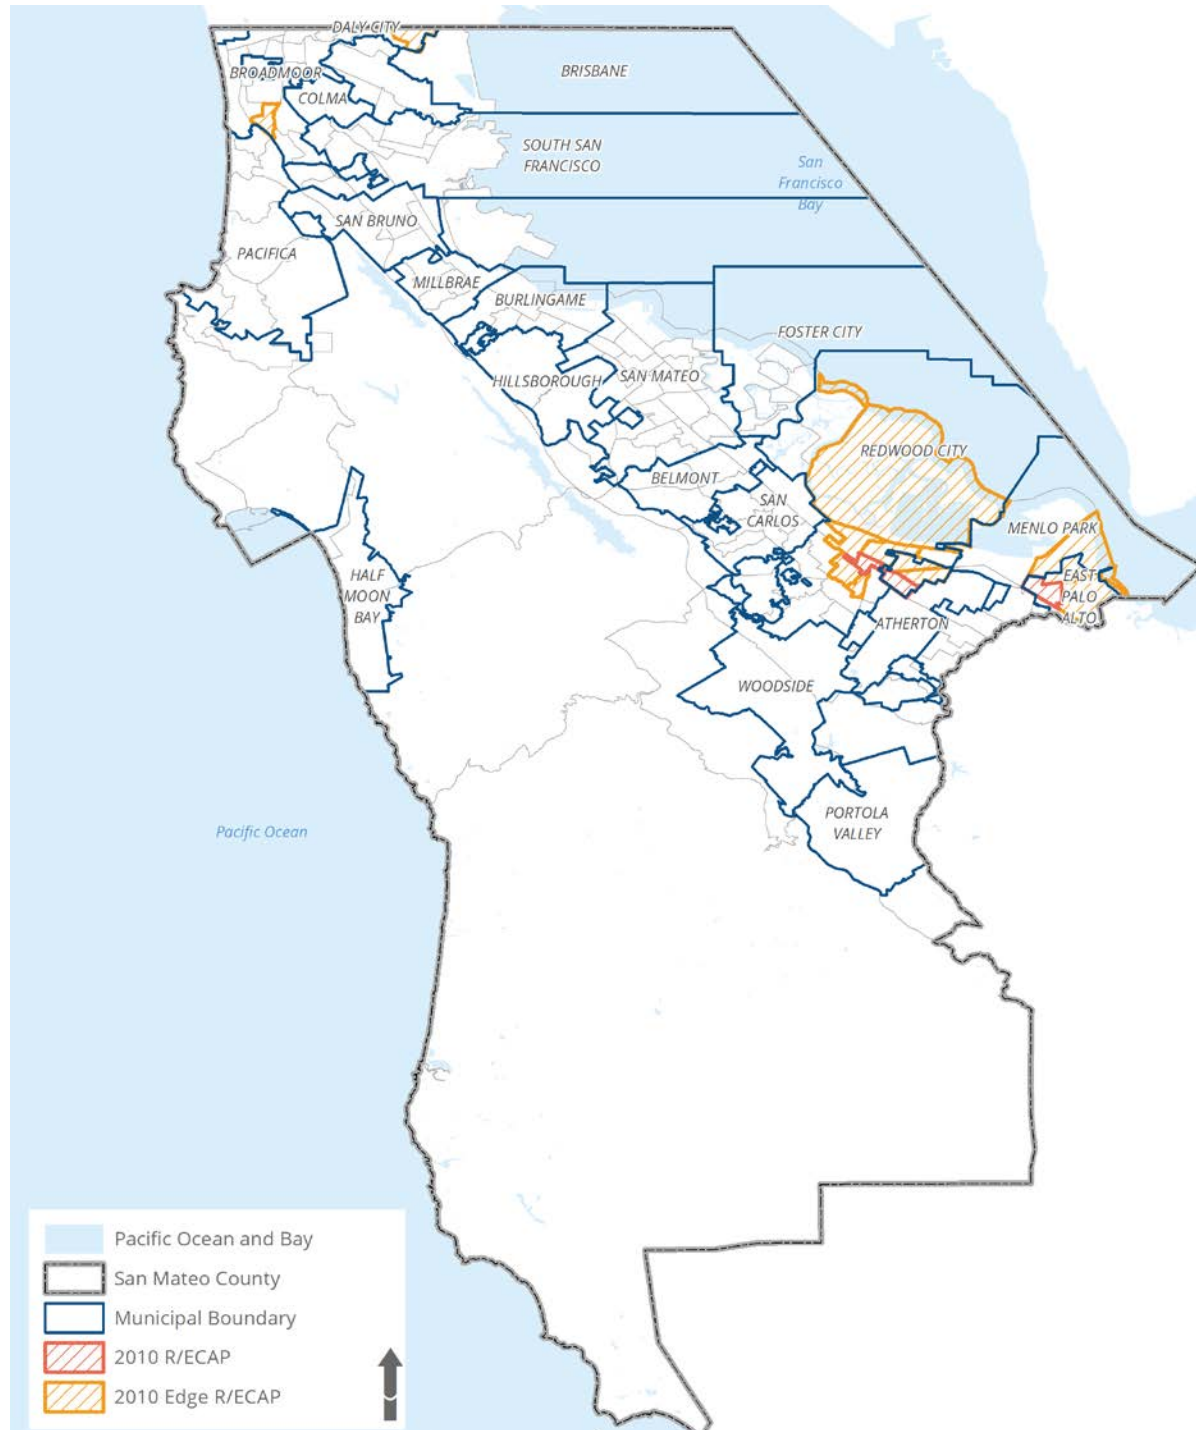 DALY CITY
BROADMOOR
BRISBANE
COLMA
SOUTH SAN
FRANCISCO
San
Francisco
Bay
SAN BRUNO
PACIFICA
MILLBRAE
BURLINGAME
FOSTER CITY
HILLSBOROUGH
SAN MATEO
REDWOOD CITY
BELMONT
SAN
CARLOS
MENLO PARK
HALF
MOON
BAY
EAST
PALO
ALTO
ATHERTON
WOODSIDE
PORTOLA
VALLEY
Pacific Ocean
Pacific Ocean and Bay
San Mateo County
Municipal Boundary
2010 R/ECAP
2010 Edge R/ECAP